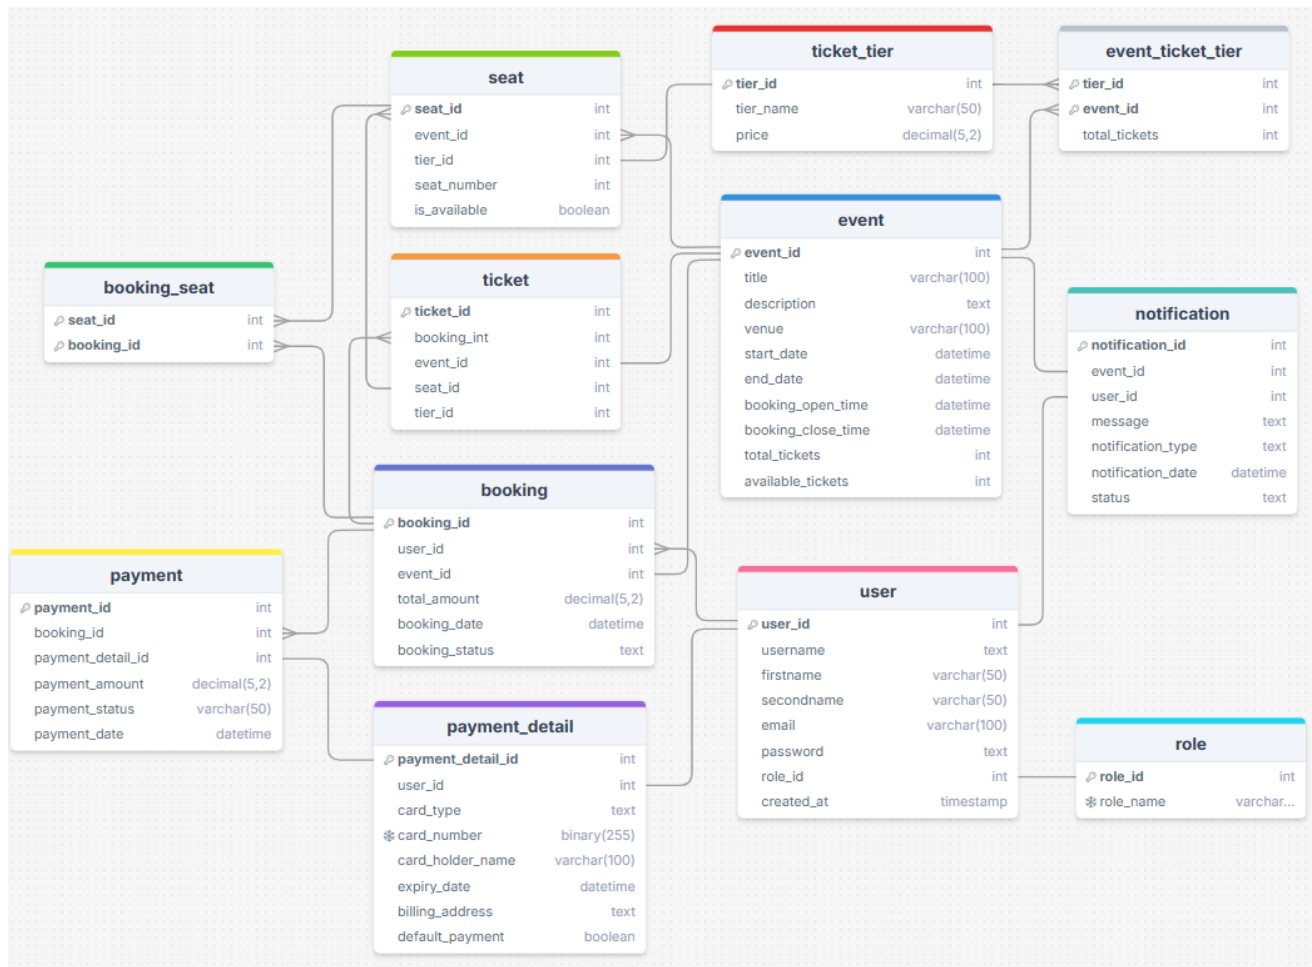 ticket_tier
tier_id int
tier_name varchar(50)
price decimal(5,2)
event_ticket_tier
tier_id int
event_id int
total_tickets int
seat
seat_id int
event_id int
tier_id int
seat_number int
is_available boolean
event
event_id int
title varchar(100)
description text
venue varchar(100)
start_date datetime
end_date datetime
booking_open_time datetime
booking_close_time datetime
total_tickets int
available_tickets int
booking_seat
seat_id int
booking_id int
ticket
ticket_id int
booking_int int
event_id int
seat_id int
tier_id int
notification
notification_id int
event_id int
user_id int
message text
notification_type text
notification_date datetime
status text
booking
booking_id int
user_id int
event_id int
total_amount decimal(5,2)
booking_date datetime
booking_status text
payment
payment_id int
booking_id int
payment_detail_id int
payment_amount decimal(5,2)
payment_status varchar(50)
payment_date datetime
user
user_id int
username text
firstname varchar(50)
secondname varchar(50)
email varchar(100)
password text
role_id int
created_at timestamp
payment_detail
payment_detail_id int
user_id int
card_type text
card_number binary(255)
card_holder_name varchar(100)
expiry_date datetime
billing_address text
default_payment boolean
role
role_id int
role_name varchar...